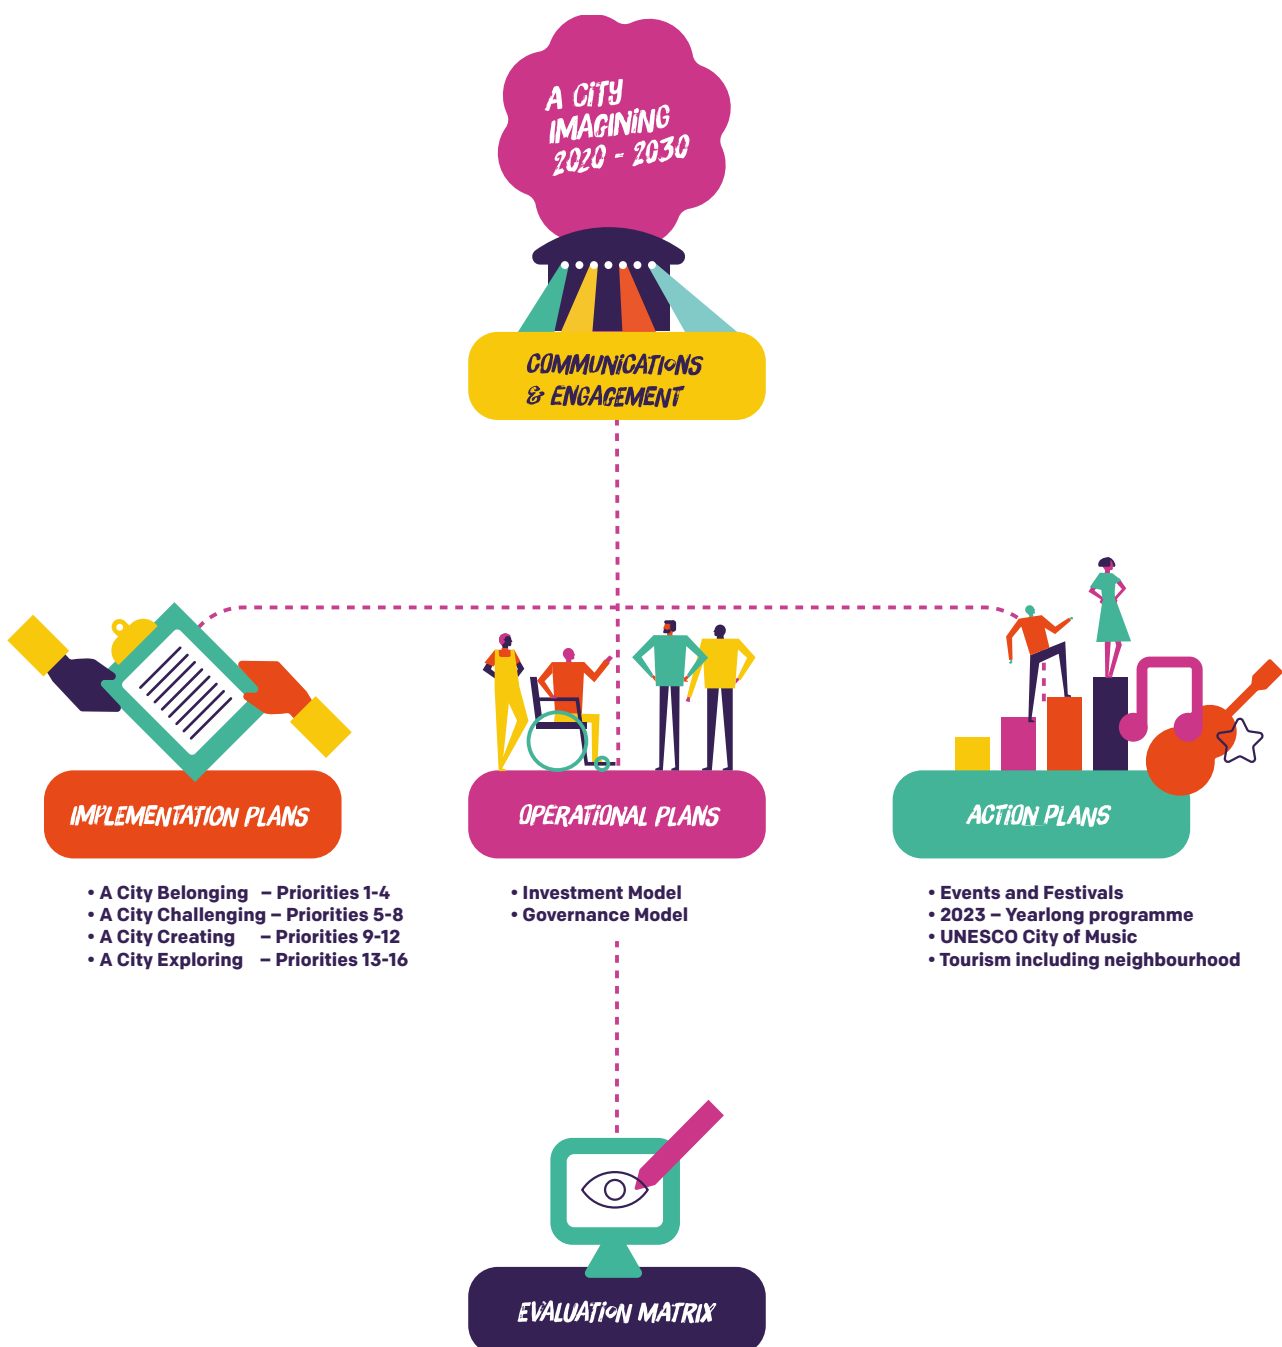 A CITY
IMAGINING
2020 - 2030
COMMUNICATIONS
& ENGAGEMENT
IMPLEMENTATION PLANS
OPERATIONAL PLANS
ACTION PLANS
• A City Belonging – Priorities 1-4
• A City Challenging – Priorities 5-8
• A City Creating – Priorities 9-12
• A City Exploring – Priorities 13-16
• Investment Model
• Governance Model
• Events and Festivals
• 2023 – Yearlong programme
• UNESCO City of Music
• Tourism including neighbourhood
EVALUATION MATRIX